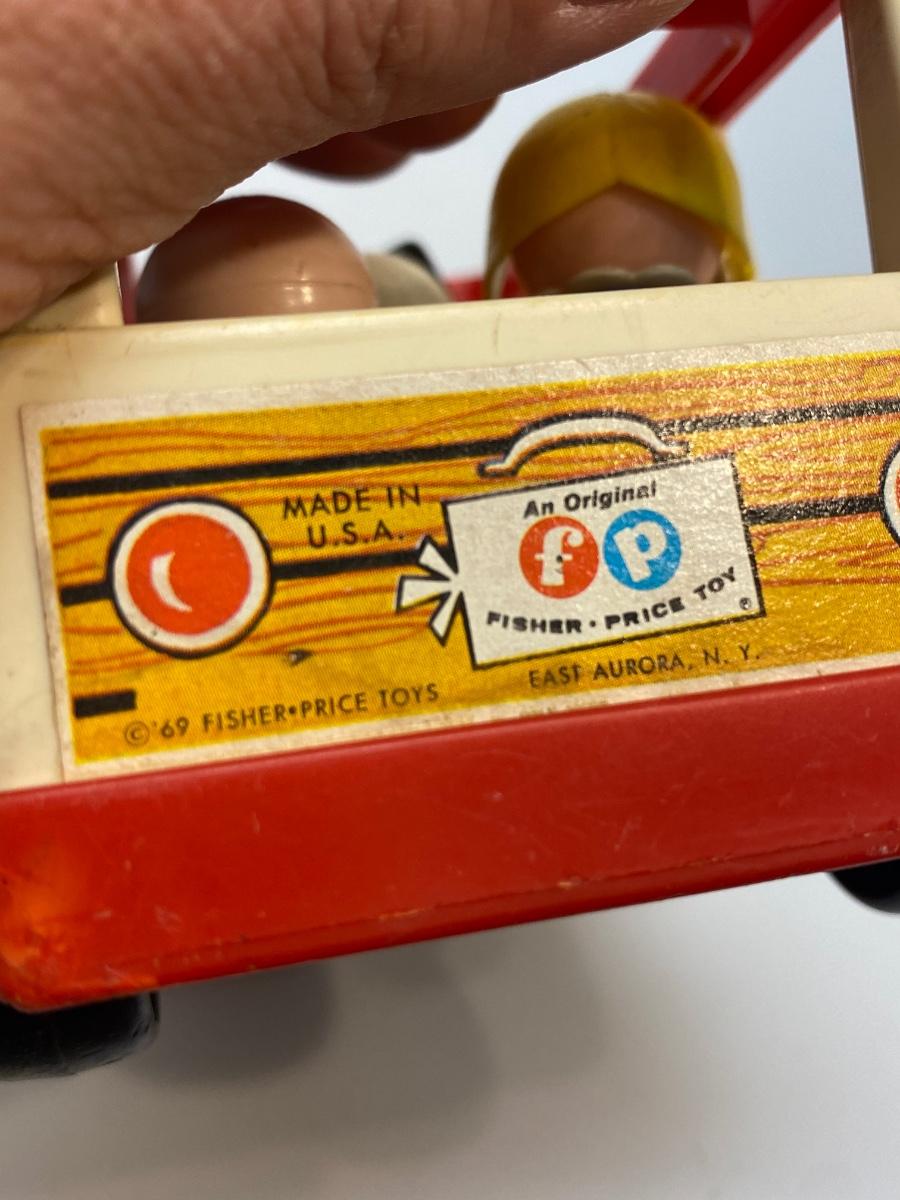 MADE IN
U.S.A.
An Original
fp
FISHER·PRICE TOY
®
EAST AURORA, N. Y.
©'69 FISHER•PRICE TOYS